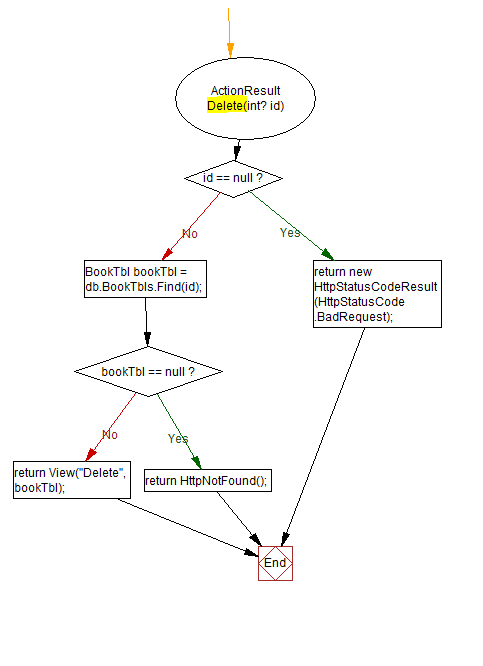 ActionResult
Delete(int? id)
id == null ?
No
Yes
BookTbl bookTbl =
db.BookTbls.Find(id);
return new
HttpStatusCodeResult
(HttpStatusCode
.BadRequest);
bookTbl == null ?
No
Yes
return View("Delete",
bookTbl);
return HttpNotFound();
End